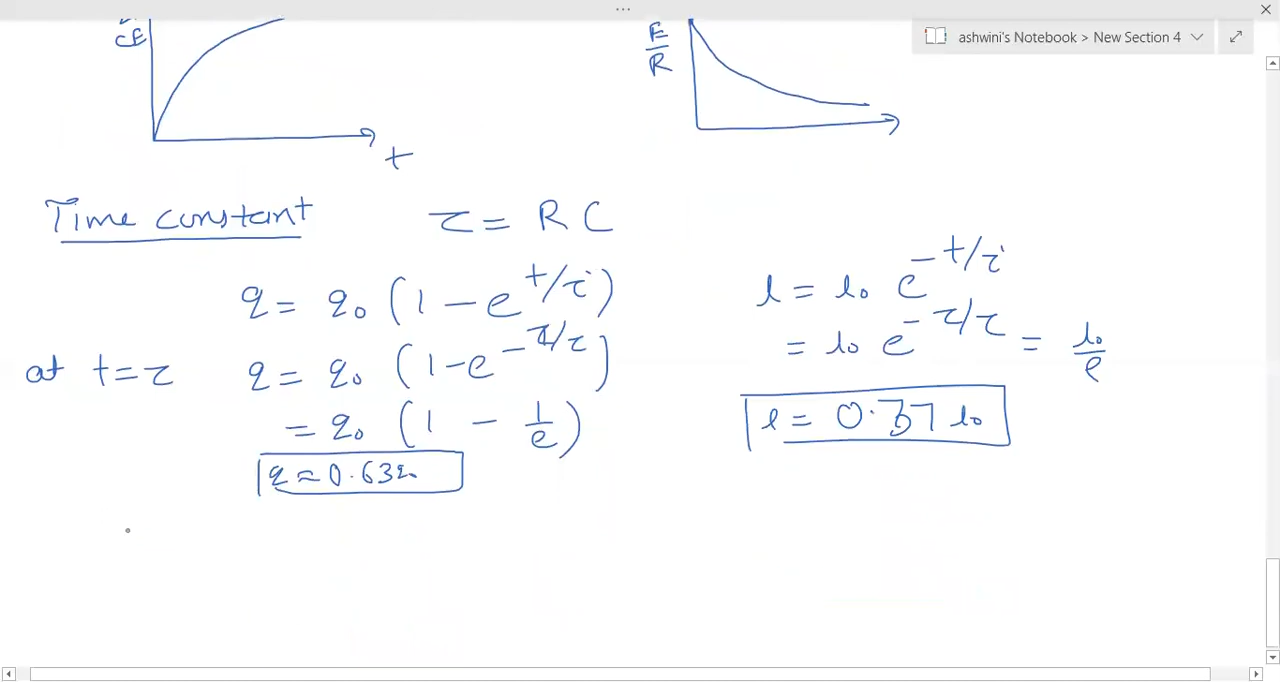 ashwini's Notebook > New Section 4
CE
E/R
t
Time constant τ = RC
q = q₀ (1 – e^t/τ)
at t = τ q = q₀ (1 – e^–τ/τ)
= q₀ (1 – 1/e)
q = 0.63q₀
i = i₀ e^–t/τ
= i₀ e^–τ/τ = i₀/e
i = 0.37 i₀